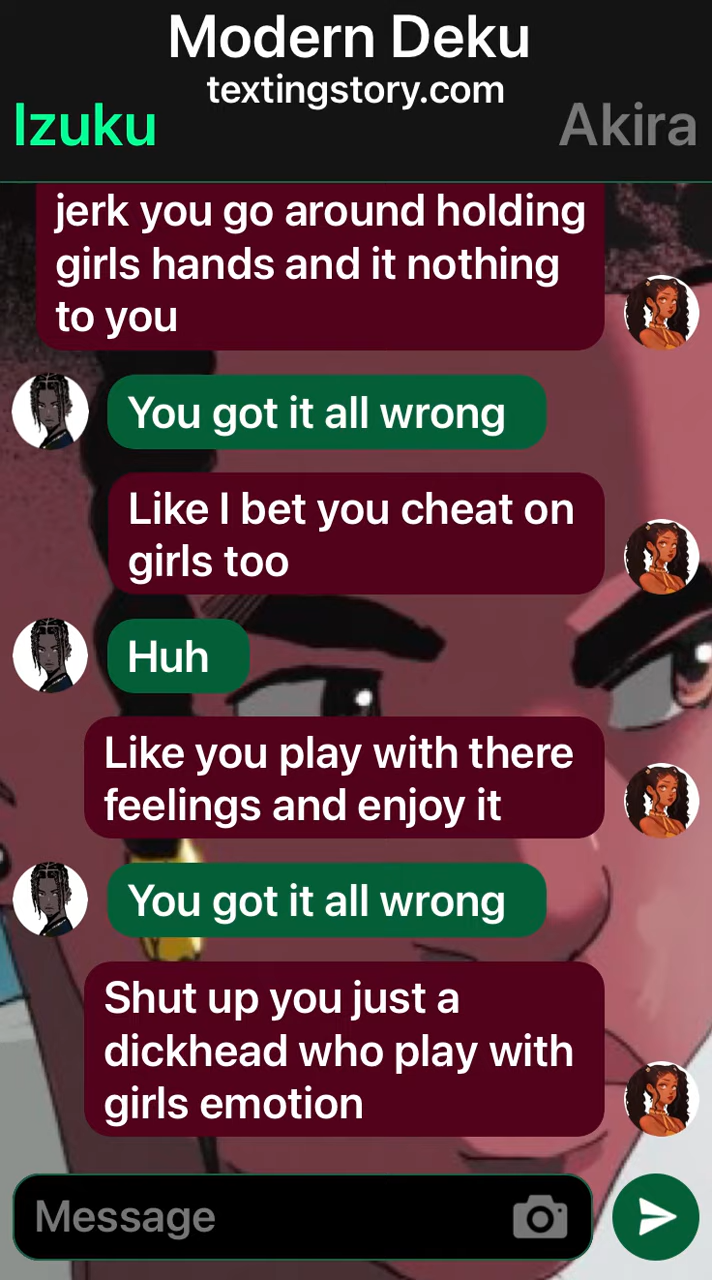 Modern Deku
textingstory.com
Izuku
Akira
jerk you go around holding
girls hands and it nothing
to you
You got it all wrong
Like I bet you cheat on
girls too
Huh
Like you play with there
feelings and enjoy it
You got it all wrong
Shut up you just a
dickhead who play with
girls emotion
Message